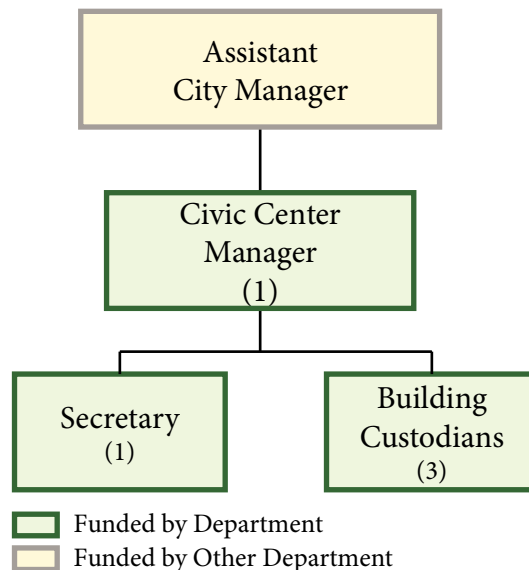 Assistant
City Manager
Civic Center
Manager
(1)
Secretary
(1)
Building
Custodians
(3)
Funded by Department
Funded by Other Department